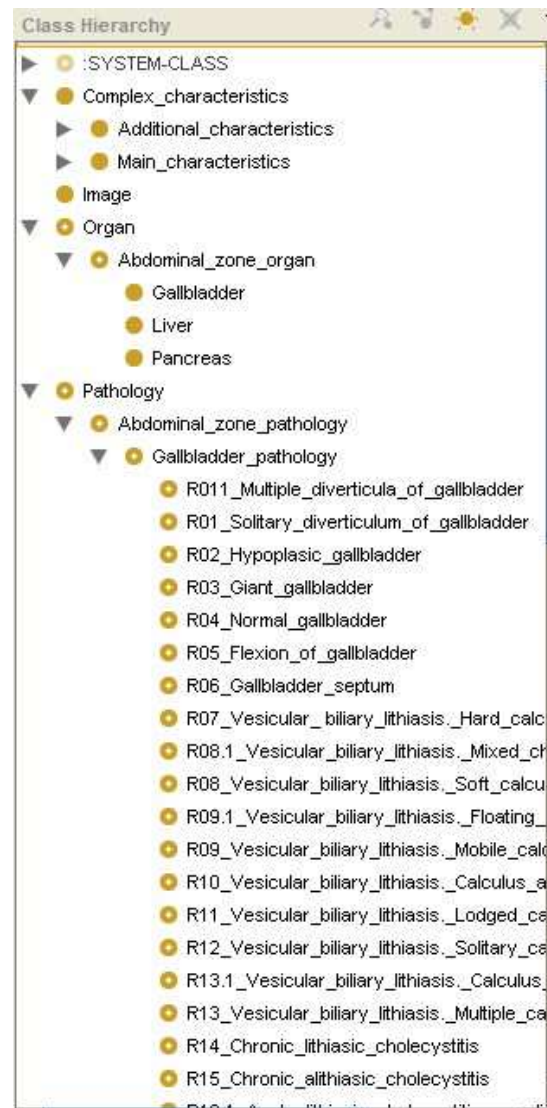 Class Hierarchy
:SYSTEM-CLASS
Complex_characteristics
Additional_characteristics
Main_characteristics
Image
Organ
Abdominal_zone_organ
Gallbladder
Liver
Pancreas
Pathology
Abdominal_zone_pathology
Gallbladder_pathology
R011_Multiple_diverticula_of_gallbladder
R01_Solitary_diverticulum_of_gallbladder
R02_Hypoplasic_gallbladder
R03_Giant_gallbladder
R04_Normal_gallbladder
R05_Flexion_of_gallbladder
R06_Gallbladder_septum
R07_Vesicular_ biliary_lithiasis._Hard_calc
R08.1_Vesicular_biliary_lithiasis._Mixed_ch
R08_Vesicular_biliary_lithiasis._Soft_calcu
R09.1_Vesicular_biliary_lithiasis._Floating_
R09_Vesicular_biliary_lithiasis._Mobile_calc
R10_Vesicular_biliary_lithiasis._Calculus_a
R11_Vesicular_biliary_lithiasis._Lodged_ca
R12_Vesicular_biliary_lithiasis._Solitary_ca
R13.1_Vesicular_biliary_lithiasis._Calculus_
R13_Vesicular_biliary_lithiasis._Multiple_ca
R14_Chronic_lithiasic_cholecystitis
R15_Chronic_alithiasic_cholecystitis